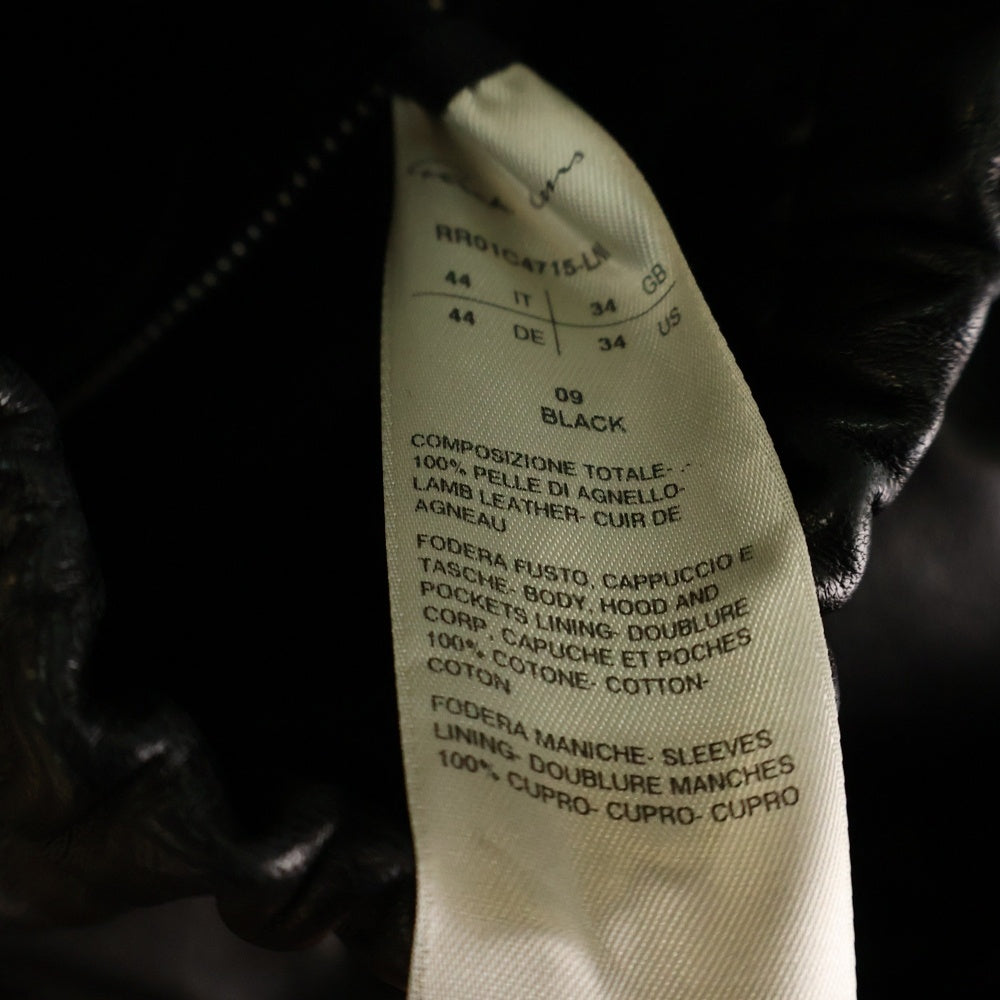 RR01C4715-LN
44 IT 34 GB
44 DE 34 US
09
BLACK
COMPOSIZIONE TOTALE- .-
100% PELLE DI AGNELLO-
LAMB LEATHER- CUIR DE
AGNEAU
FODERA FUSTO, CAPPUCCIO E
TASCHE- BODY, HOOD AND
POCKETS LINING- DOUBLURE
CORP, CAPUCHE ET POCHES
100% COTONE- COTTON-
COTON
FODERA MANICHE- SLEEVES
LINING- DOUBLURE MANCHES
100% CUPRO- CUPRO- CUPRO